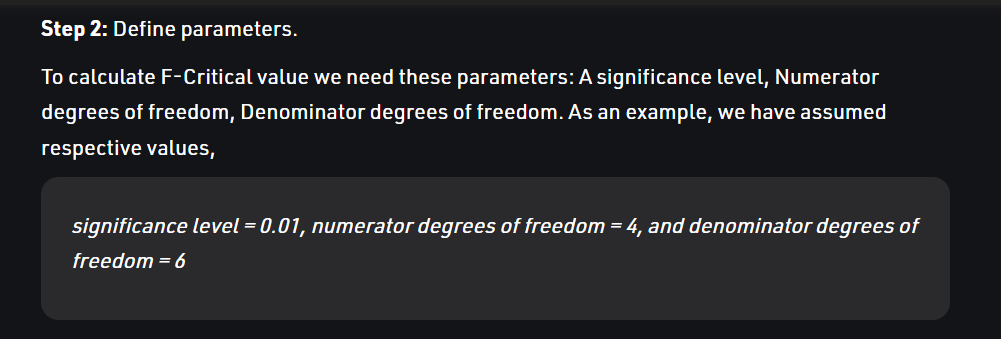 Step 2: Define parameters.
To calculate F-Critical value we need these parameters: A significance level, Numerator
degrees of freedom, Denominator degrees of freedom. As an example, we have assumed
respective values,
significance level = 0.01, numerator degrees of freedom = 4, and denominator degrees of
freedom = 6